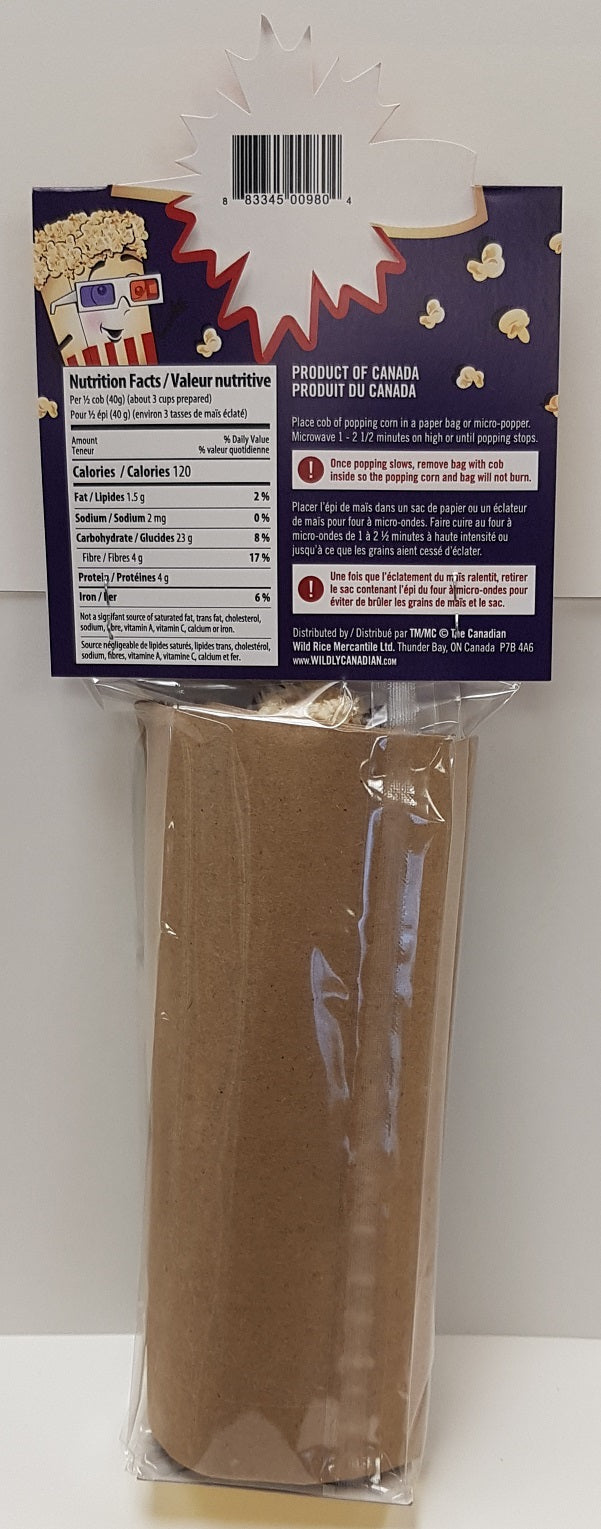 8 83345 00980 4
Nutrition Facts / Valeur nutritive
Per ½ cob (40g) (about 3 cups prepared)
Pour ½ épi (40 g) (environ 3 tasses de maïs éclaté)
Amount % Daily Value
Teneur % valeur quotidienne
Calories / Calories 120
Fat / Lipides 1.5 g 2 %
Sodium / Sodium 2 mg 0 %
Carbohydrate / Glucides 23 g 8 %
Fibre / Fibres 4 g 17 %
Protein / Protéines 4 g
Iron / Fer 6 %
Not a signifant source of saturated fat, trans fat, cholesterol,
sodium, fibre, vitamin A, vitamin C, calcium or iron.
Source négligeable de lipides saturés, lipides trans, cholestérol,
sodium, fibres, vitamine A, vitamine C, calcium et fer.
PRODUCT OF CANADA
PRODUIT DU CANADA
Place cob of popping corn in a paper bag or micro-popper.
Microwave 1 - 2 1/2 minutes on high or until popping stops.
! Once popping slows, remove bag with cob
inside so the popping corn and bag will not burn.
Placer l'épi de maïs dans un sac de papier ou un éclateur
de maïs pour four à micro-ondes. Faire cuire au four à
micro-ondes de 1 à 2 ½ minutes à haute intensité ou
jusqu'à ce que les grains aient cessé d'éclater.
! Une fois que l'éclatement du maïs ralentit, retirer
le sac contenant l'épi du four à micro-ondes pour
éviter de brûler les grains de maïs et le sac.
Distributed by / Distribué par TM/MC © The Canadian
Wild Rice Mercantile Ltd. Thunder Bay, ON Canada P7B 4A6
www.WILDLYCANADIAN.COM